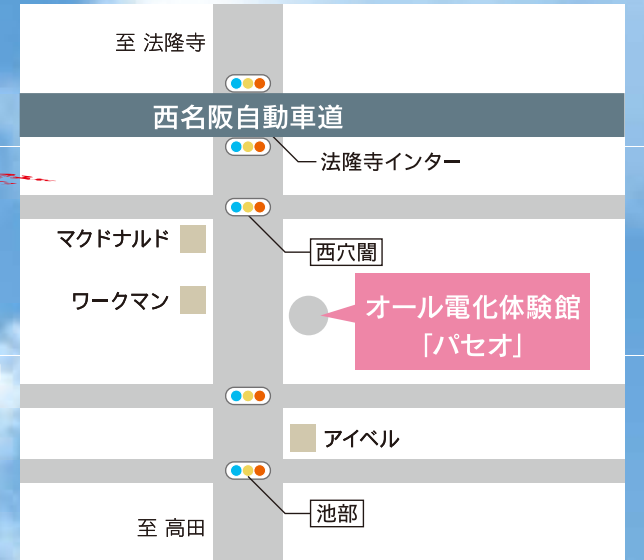 至 法隆寺
西名阪自動車道
法隆寺インター
マクドナルド
西穴闇
ワークマン
オール電化体験館
「パセオ」
アイベル
池部
至 高田